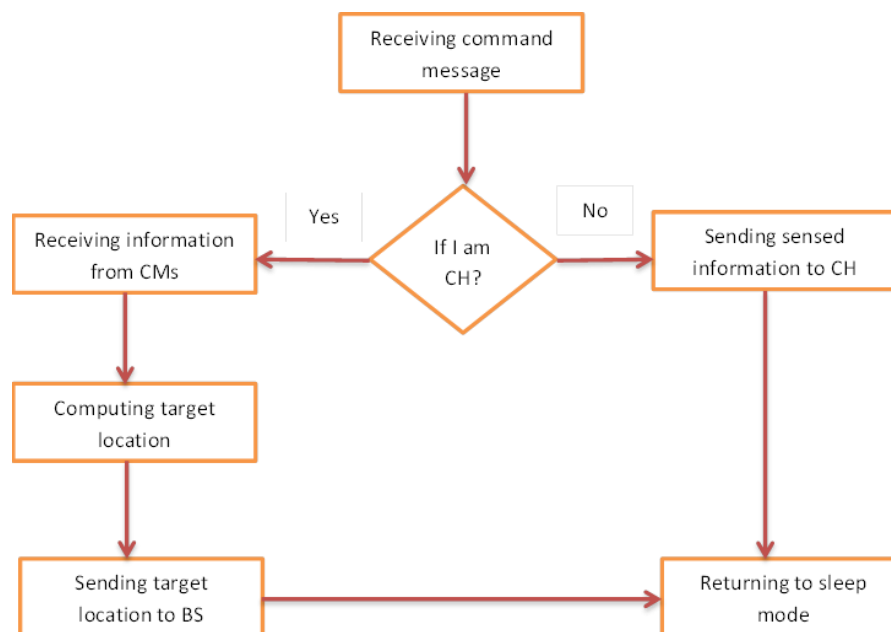 Receiving command
message
Yes
No
If I am
CH?
Receiving information
from CMs
Sending sensed
information to CH
Computing target
location
Sending target
location to BS
Returning to sleep
mode